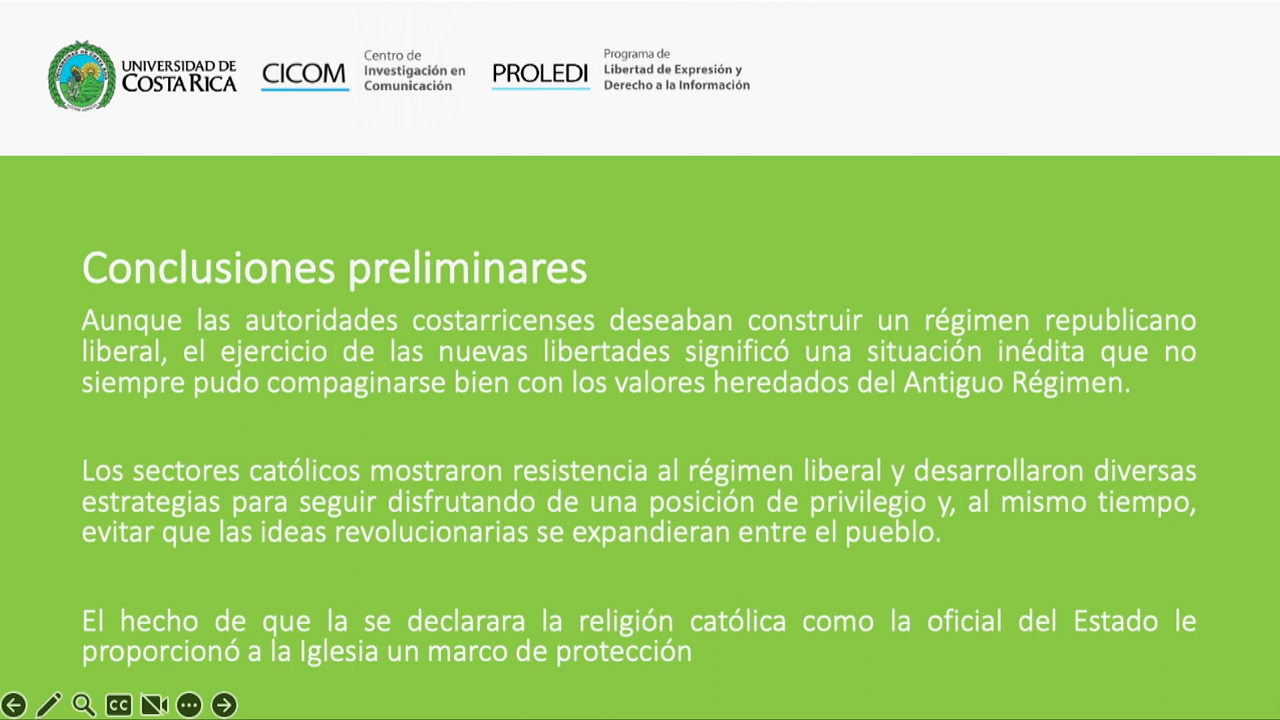 UNIVERSIDAD DE
COSTA RICA
CICOM
Centro de
Investigación en
Comunicación
PROLEDI
Programa de
Libertad de Expresión y
Derecho a la Información
Conclusiones preliminares
Aunque las autoridades costarricenses deseaban construir un régimen republicano
liberal, el ejercicio de las nuevas libertades significó una situación inédita que no
siempre pudo compaginarse bien con los valores heredados del Antiguo Régimen.
Los sectores católicos mostraron resistencia al régimen liberal y desarrollaron diversas
estrategias para seguir disfrutando de una posición de privilegio y, al mismo tiempo,
evitar que las ideas revolucionarias se expandieran entre el pueblo.
El hecho de que la se declarara la religión católica como la oficial del Estado le
proporcionó a la Iglesia un marco de protección
CC